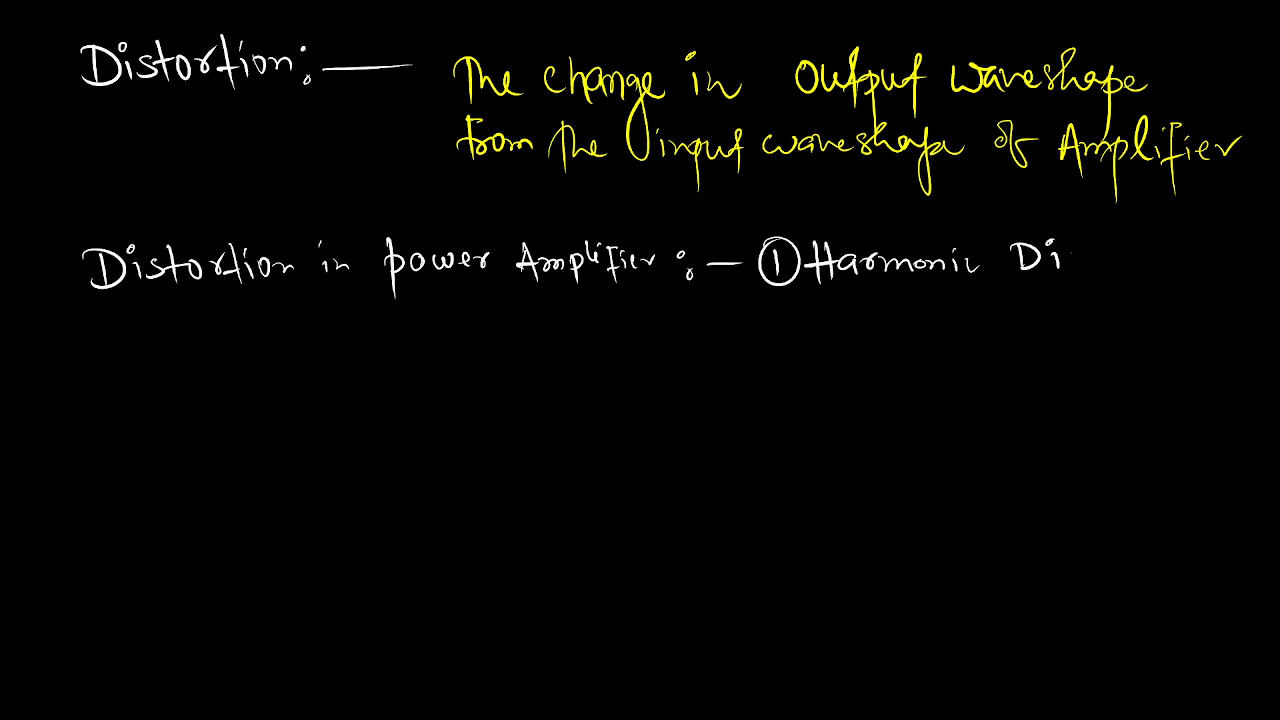 Distortion :— The change in output waveshape
from the input waveshape of Amplifier
Distortion in power Amplifier :— ① Harmonic Di